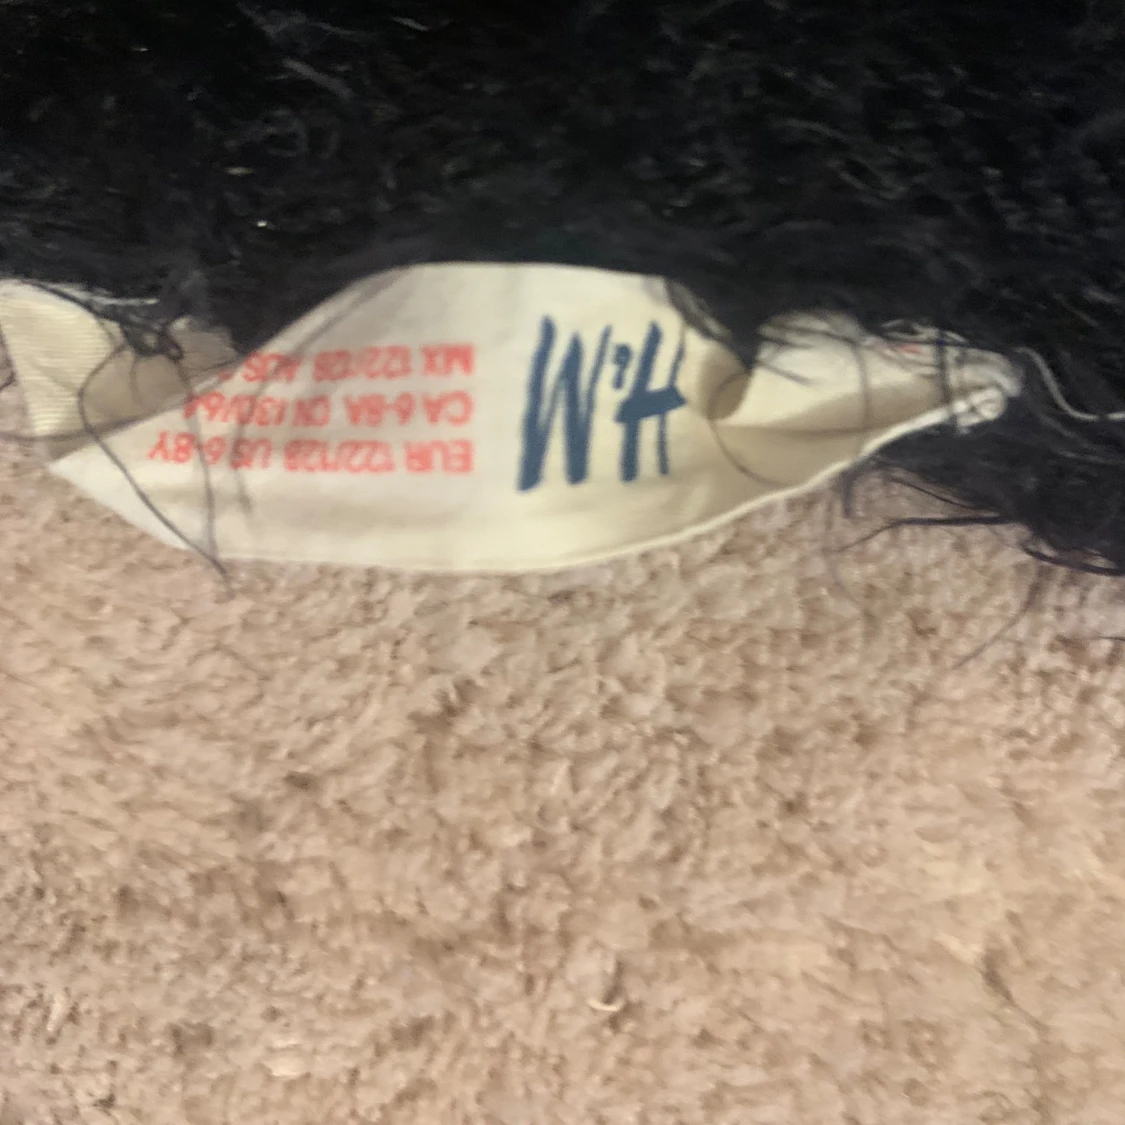 H&M
EUR 122/128 US 6-8Y
CA 6-8A CN 130/64
MX 122/128 AUS